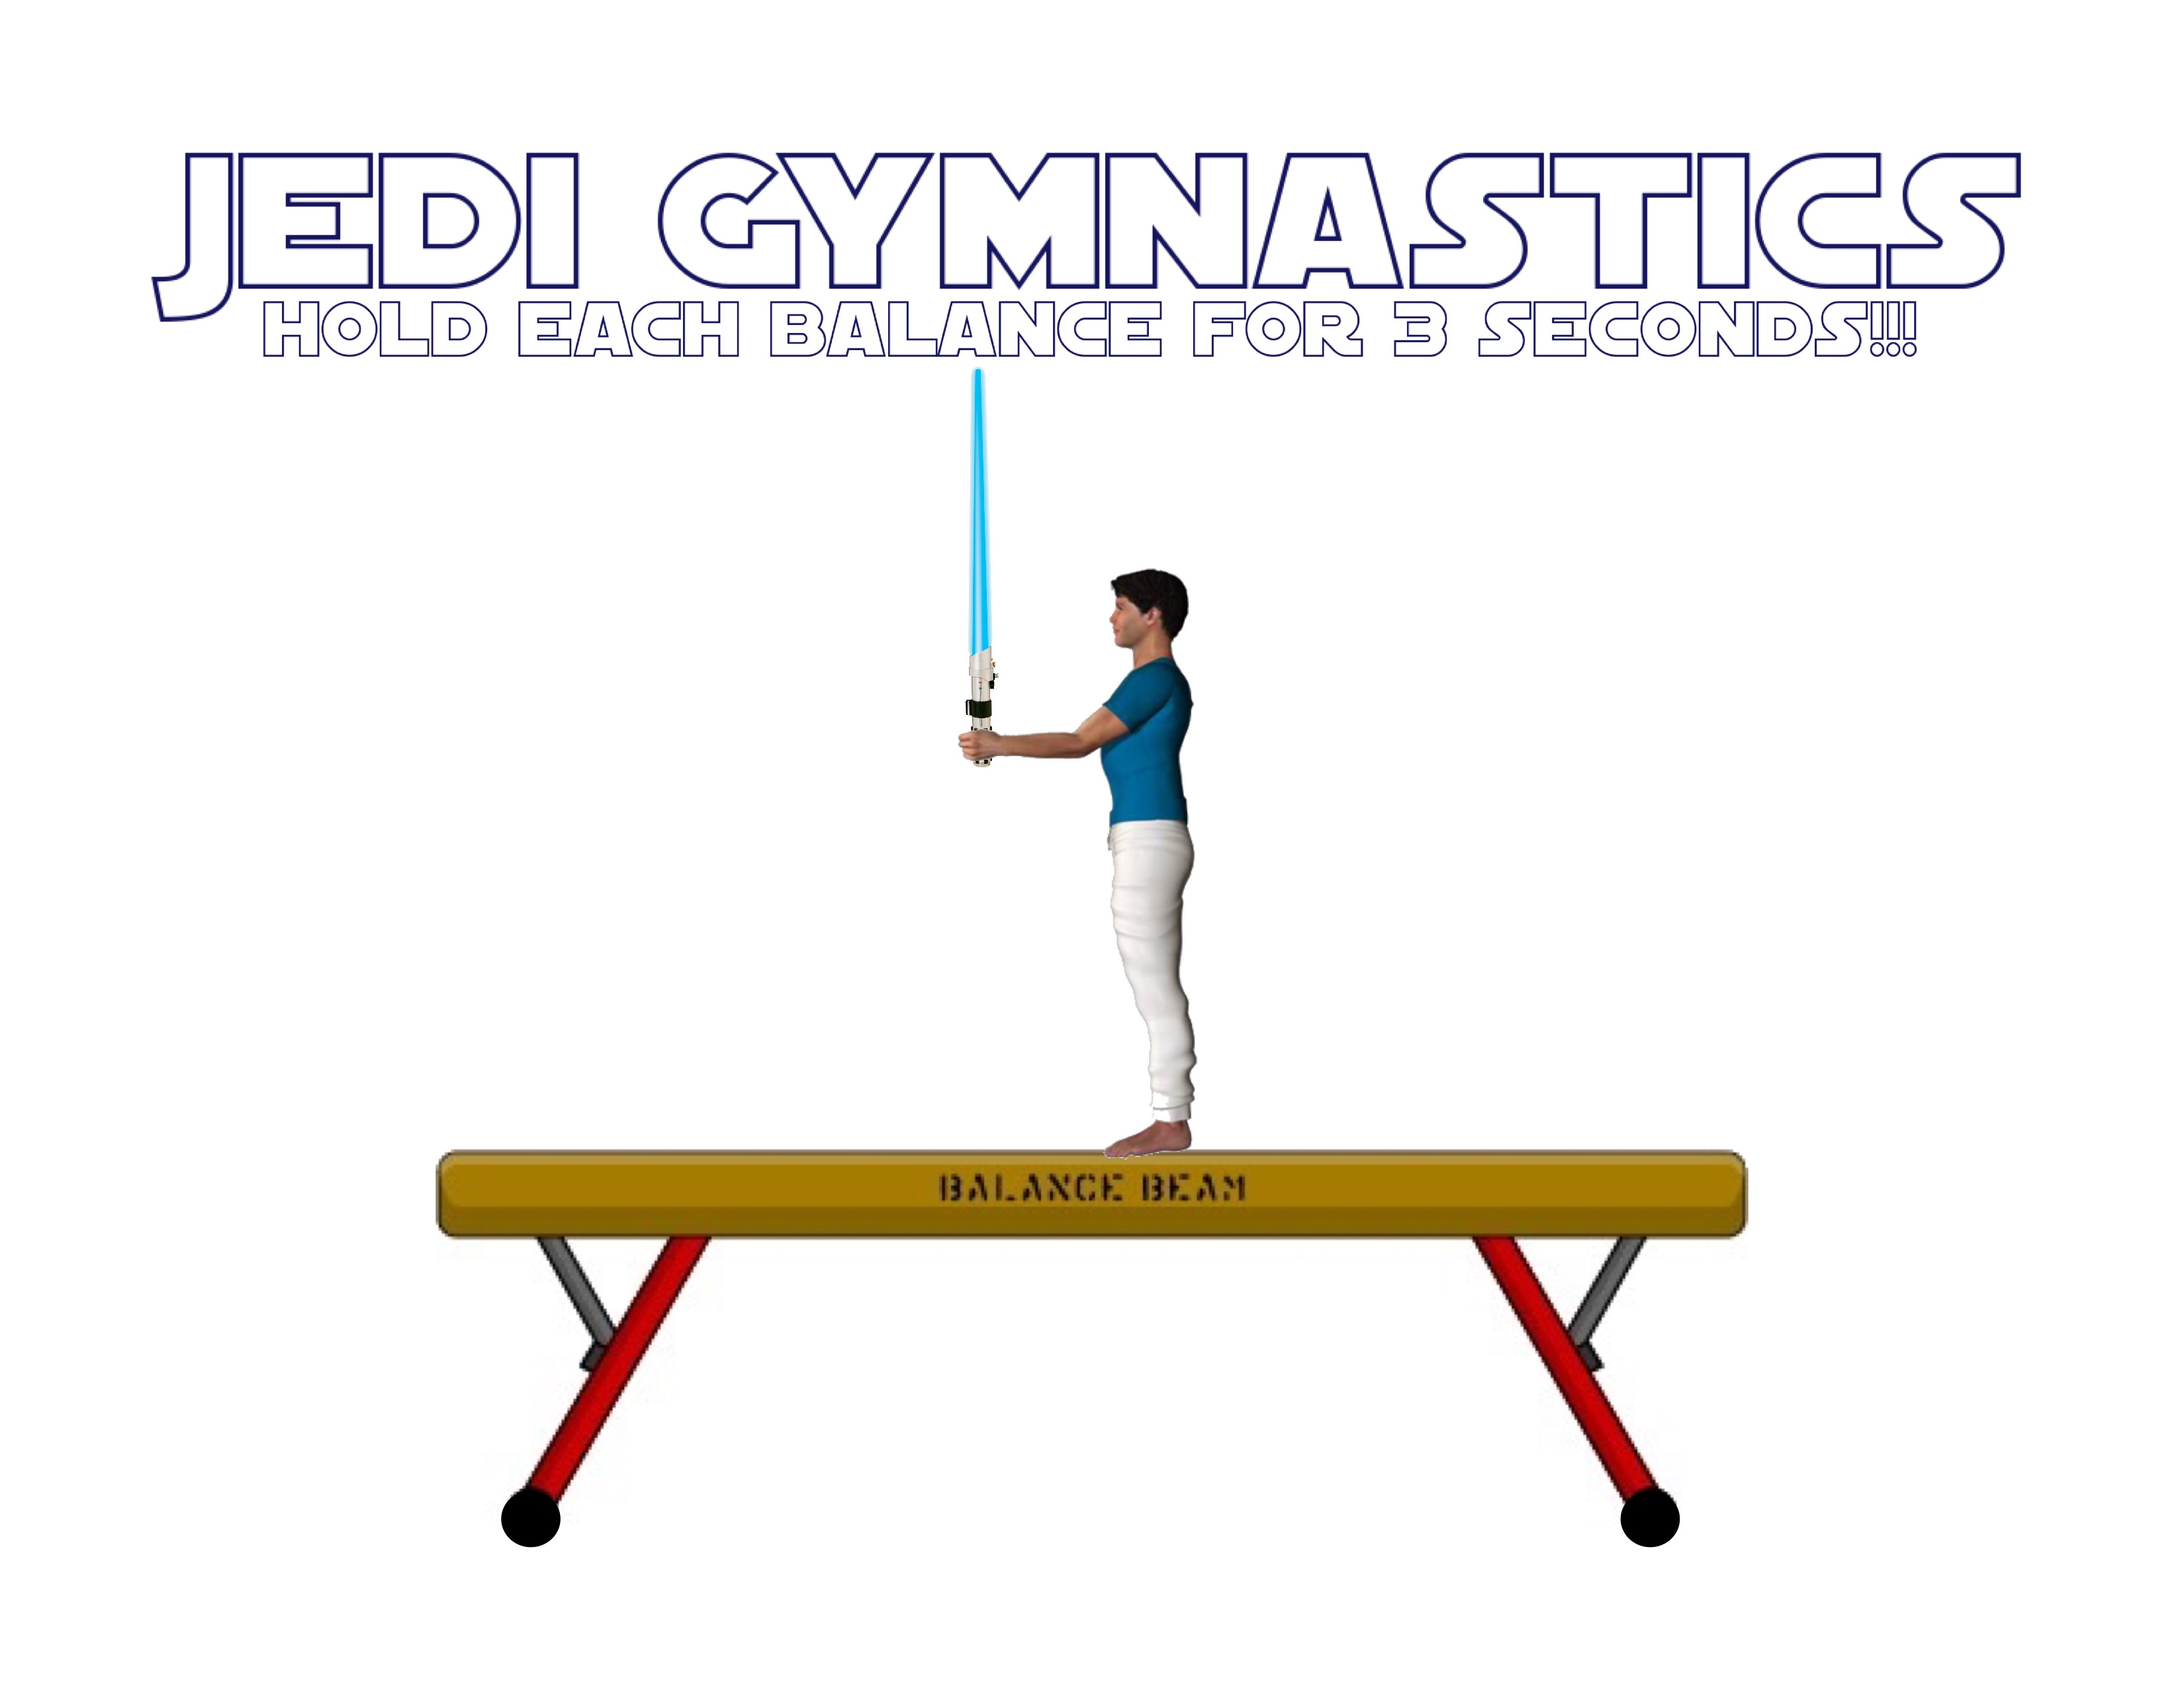 JEDI GYMNASTICS
HOLD EACH BALANCE FOR 3 SECONDS!!!
BALANCE BEAM